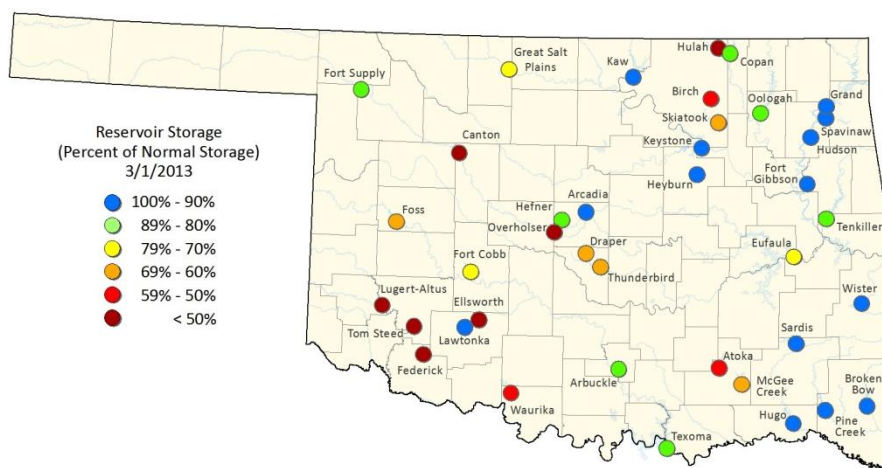 Reservoir Storage
(Percent of Normal Storage)
3/1/2013
100% - 90%
89% - 80%
79% - 70%
69% - 60%
59% - 50%
< 50%
Fort Supply
Great Salt
Plains
Kaw
Hulah
Copan
Birch
Skiatook
Oologah
Grand
Spavinaw
Hudson
Keystone
Heyburn
Fort
Gibbson
Canton
Foss
Hefner
Arcadia
Overholser
Draper
Thunderbird
Tenkiller
Eufaula
Fort Cobb
Lugert-Altus
Ellsworth
Tom Steed
Lawtonka
Federick
Wister
Sardis
Atoka
McGee
Creek
Arbuckle
Waurika
Texoma
Hugo
Pine
Creek
Broken
Bow